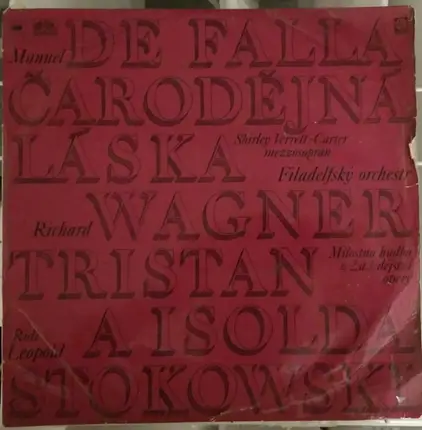 Manuel DE FALLA
ČARODĚJNÁ
LÁSKA Shirley Verrett-Carter
mezzosoprán
Filadelfský orchestr
Richard WAGNER
TRISTAN Milostná hudba
z 2. a 3. dějství
opery
A ISOLDA
Leopold
STOKOWSKI